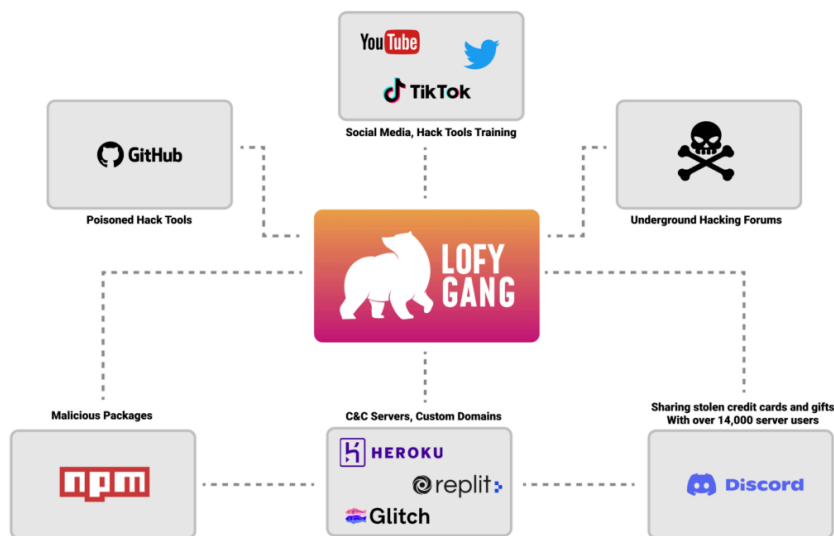 YouTube
TikTok
Social Media, Hack Tools Training
GitHub
Poisoned Hack Tools
Underground Hacking Forums
LOFY
GANG
Malicious Packages
C&C Servers, Custom Domains
Sharing stolen credit cards and gifts
With over 14,000 server users
npm
HEROKU
replit
Glitch
Discord